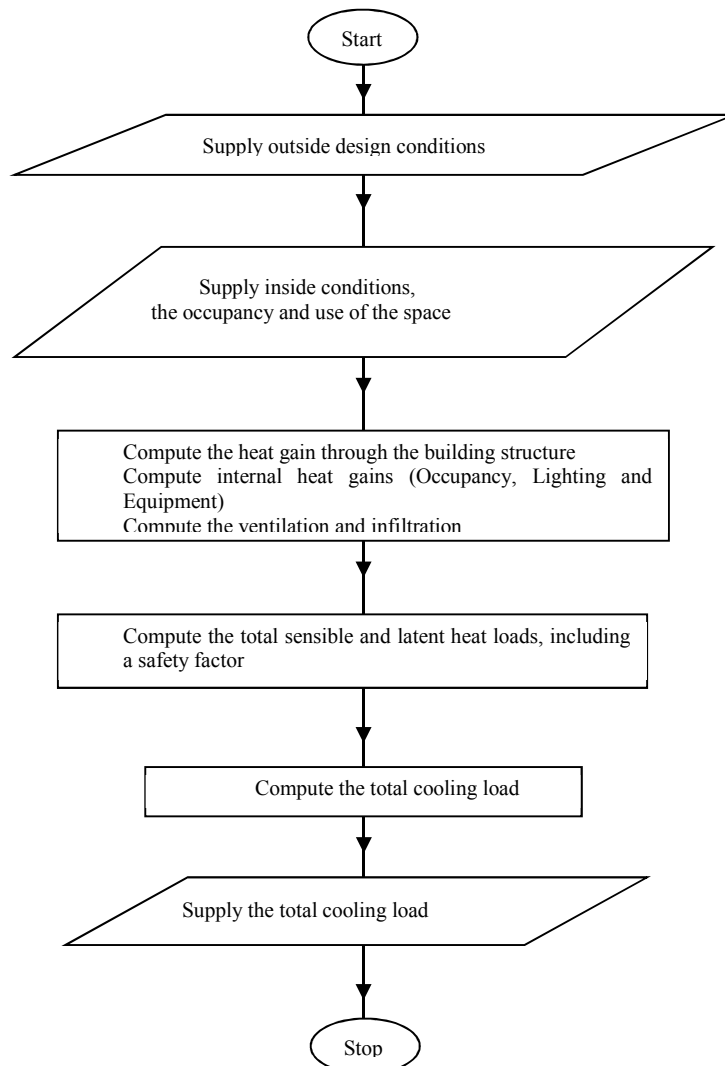 Start
Supply outside design conditions
Supply inside conditions,
the occupancy and use of the space
Compute the heat gain through the building structure
Compute internal heat gains (Occupancy, Lighting and
Equipment)
Compute the ventilation and infiltration
Compute the total sensible and latent heat loads, including
a safety factor
Compute the total cooling load
Supply the total cooling load
Stop